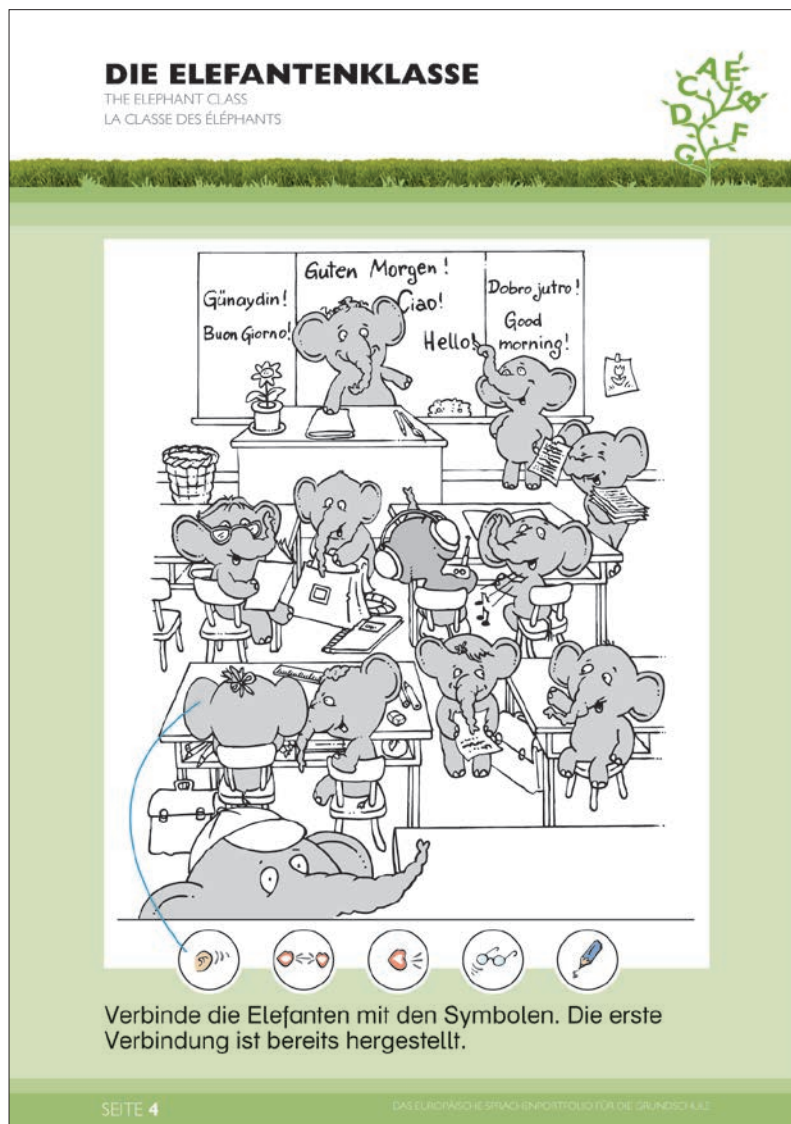 DIE ELEFANTENKLASSE
THE ELEPHANT CLASS
LA CLASSE DES ÉLÉPHANTS
A E
C B
D F
G
Guten Morgen !
Günaydin!
Ciao!
Dobro jutro!
Buon Giorno!
Hello!
Good
morning!
Verbinde die Elefanten mit den Symbolen. Die erste
Verbindung ist bereits hergestellt.
SEITE 4
DAS EUROPÄISCHE SPRACHENPORTFOLIO FÜR DIE GRUNDSCHULE